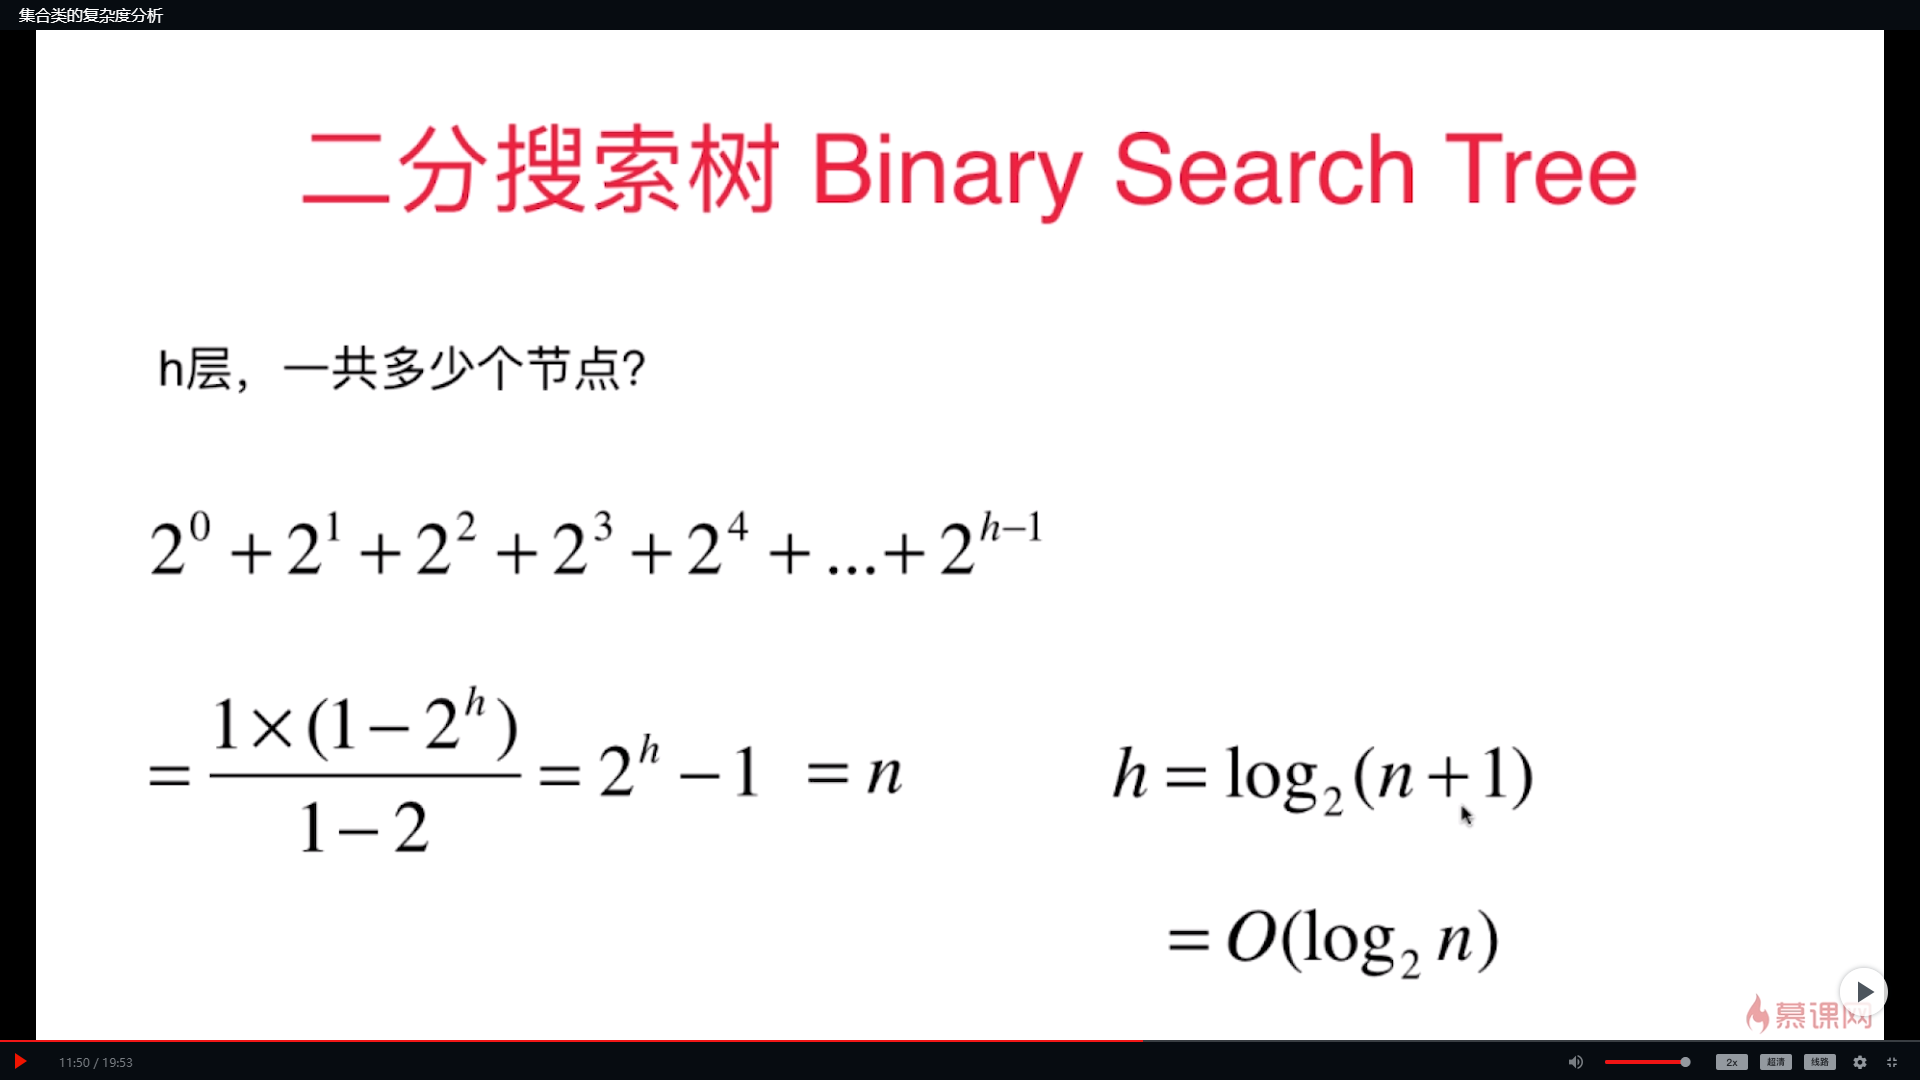 集合类的复杂度分析
二分搜索树 Binary Search Tree
h层，一共多少个节点?
2^0 + 2^1 + 2^2 + 2^3 + 2^4 + ... + 2^{h-1}
= \frac{1×(1-2^h)}{1-2} = 2^h - 1 = n
h = log_2(n+1)
= O(log_2 n)
慕课网
11:50 / 19:53
2x 超清 线路